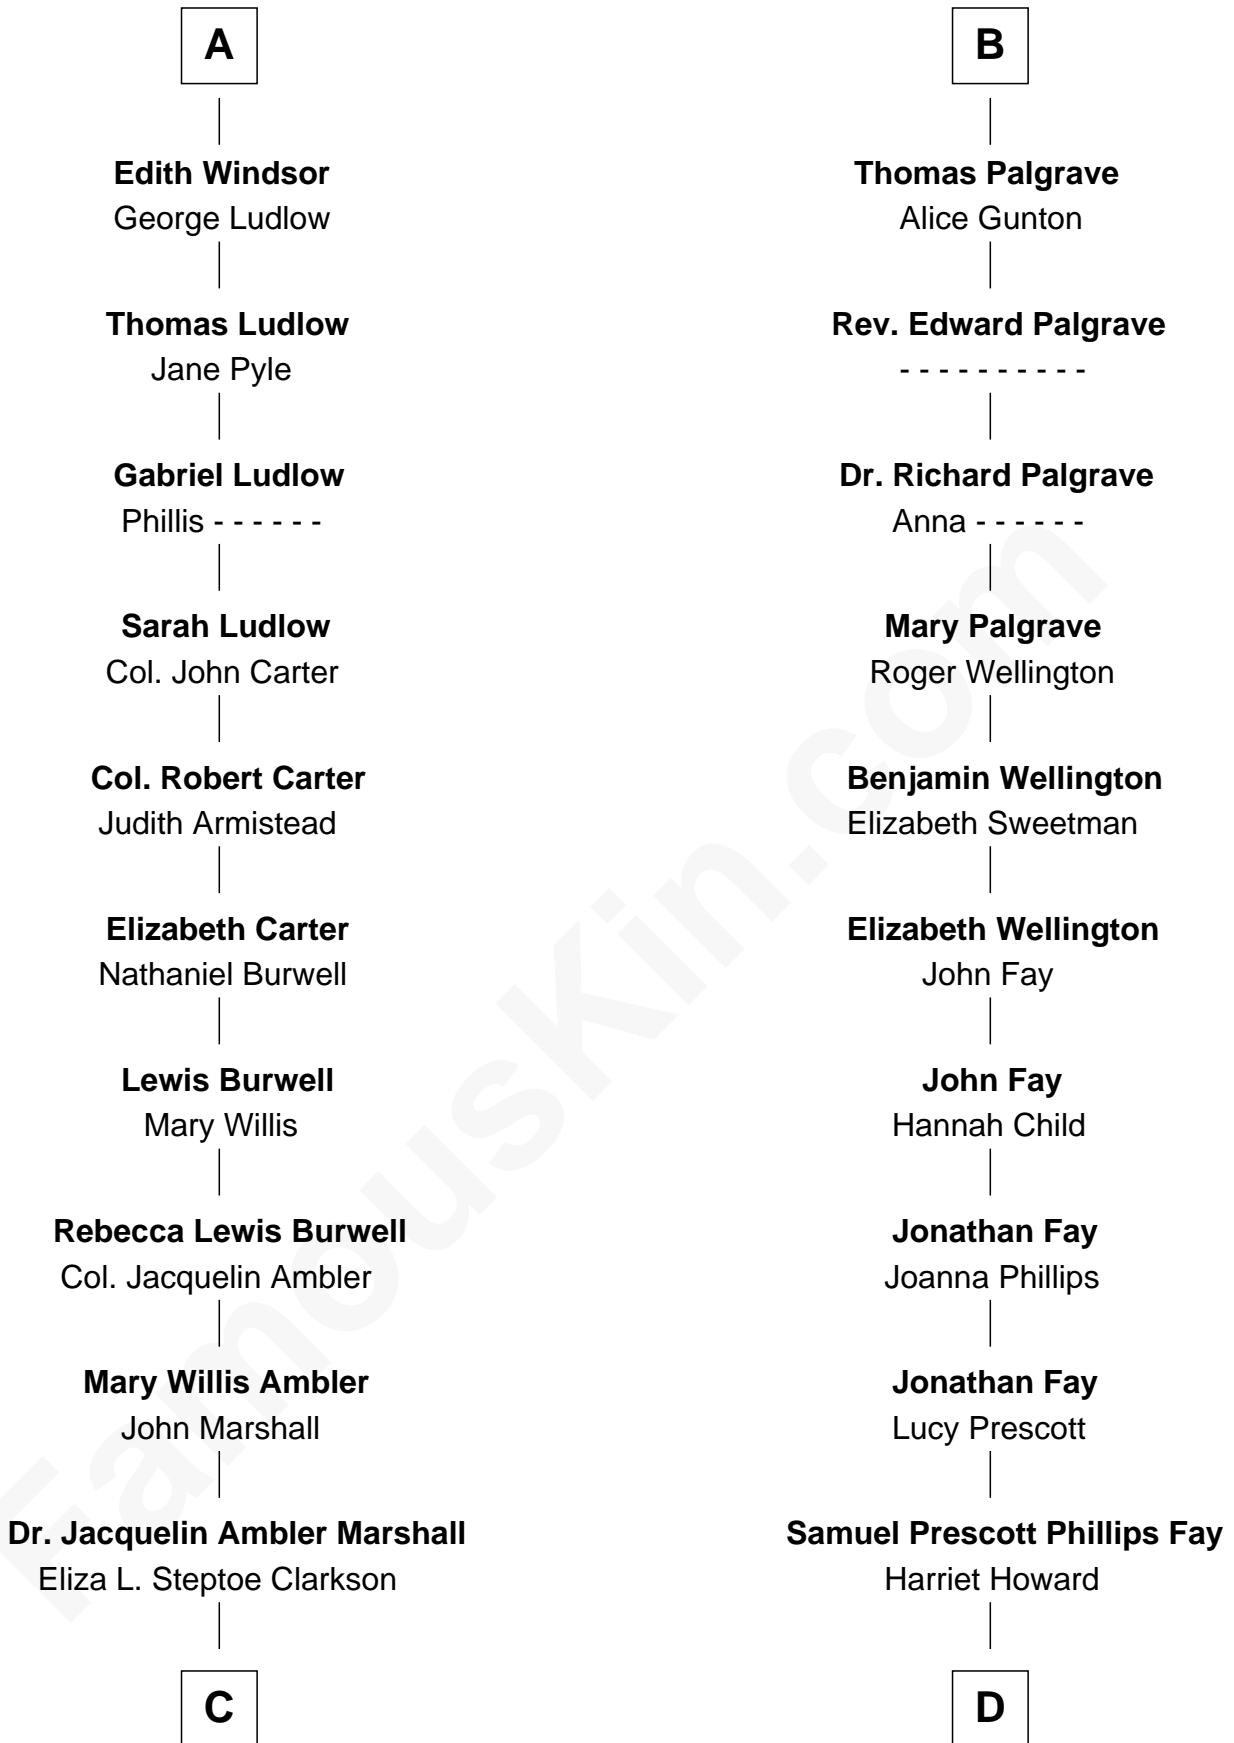 A
Edith Windsor
George Ludlow
Thomas Ludlow
Jane Pyle
Gabriel Ludlow
Phillis - - - - - -
Sarah Ludlow
Col. John Carter
Col. Robert Carter
Judith Armistead
Elizabeth Carter
Nathaniel Burwell
Lewis Burwell
Mary Willis
Rebecca Lewis Burwell
Col. Jacquelin Ambler
Mary Willis Ambler
John Marshall
Dr. Jacquelin Ambler Marshall
Eliza L. Steptoe Clarkson
C
B
Thomas Palgrave
Alice Gunton
Rev. Edward Palgrave
- - - - - - - - - -
Dr. Richard Palgrave
Anna - - - - - -
Mary Palgrave
Roger Wellington
Benjamin Wellington
Elizabeth Sweetman
Elizabeth Wellington
John Fay
John Fay
Hannah Child
Jonathan Fay
Joanna Phillips
Jonathan Fay
Lucy Prescott
Samuel Prescott Phillips Fay
Harriet Howard
D
FamousKin.com